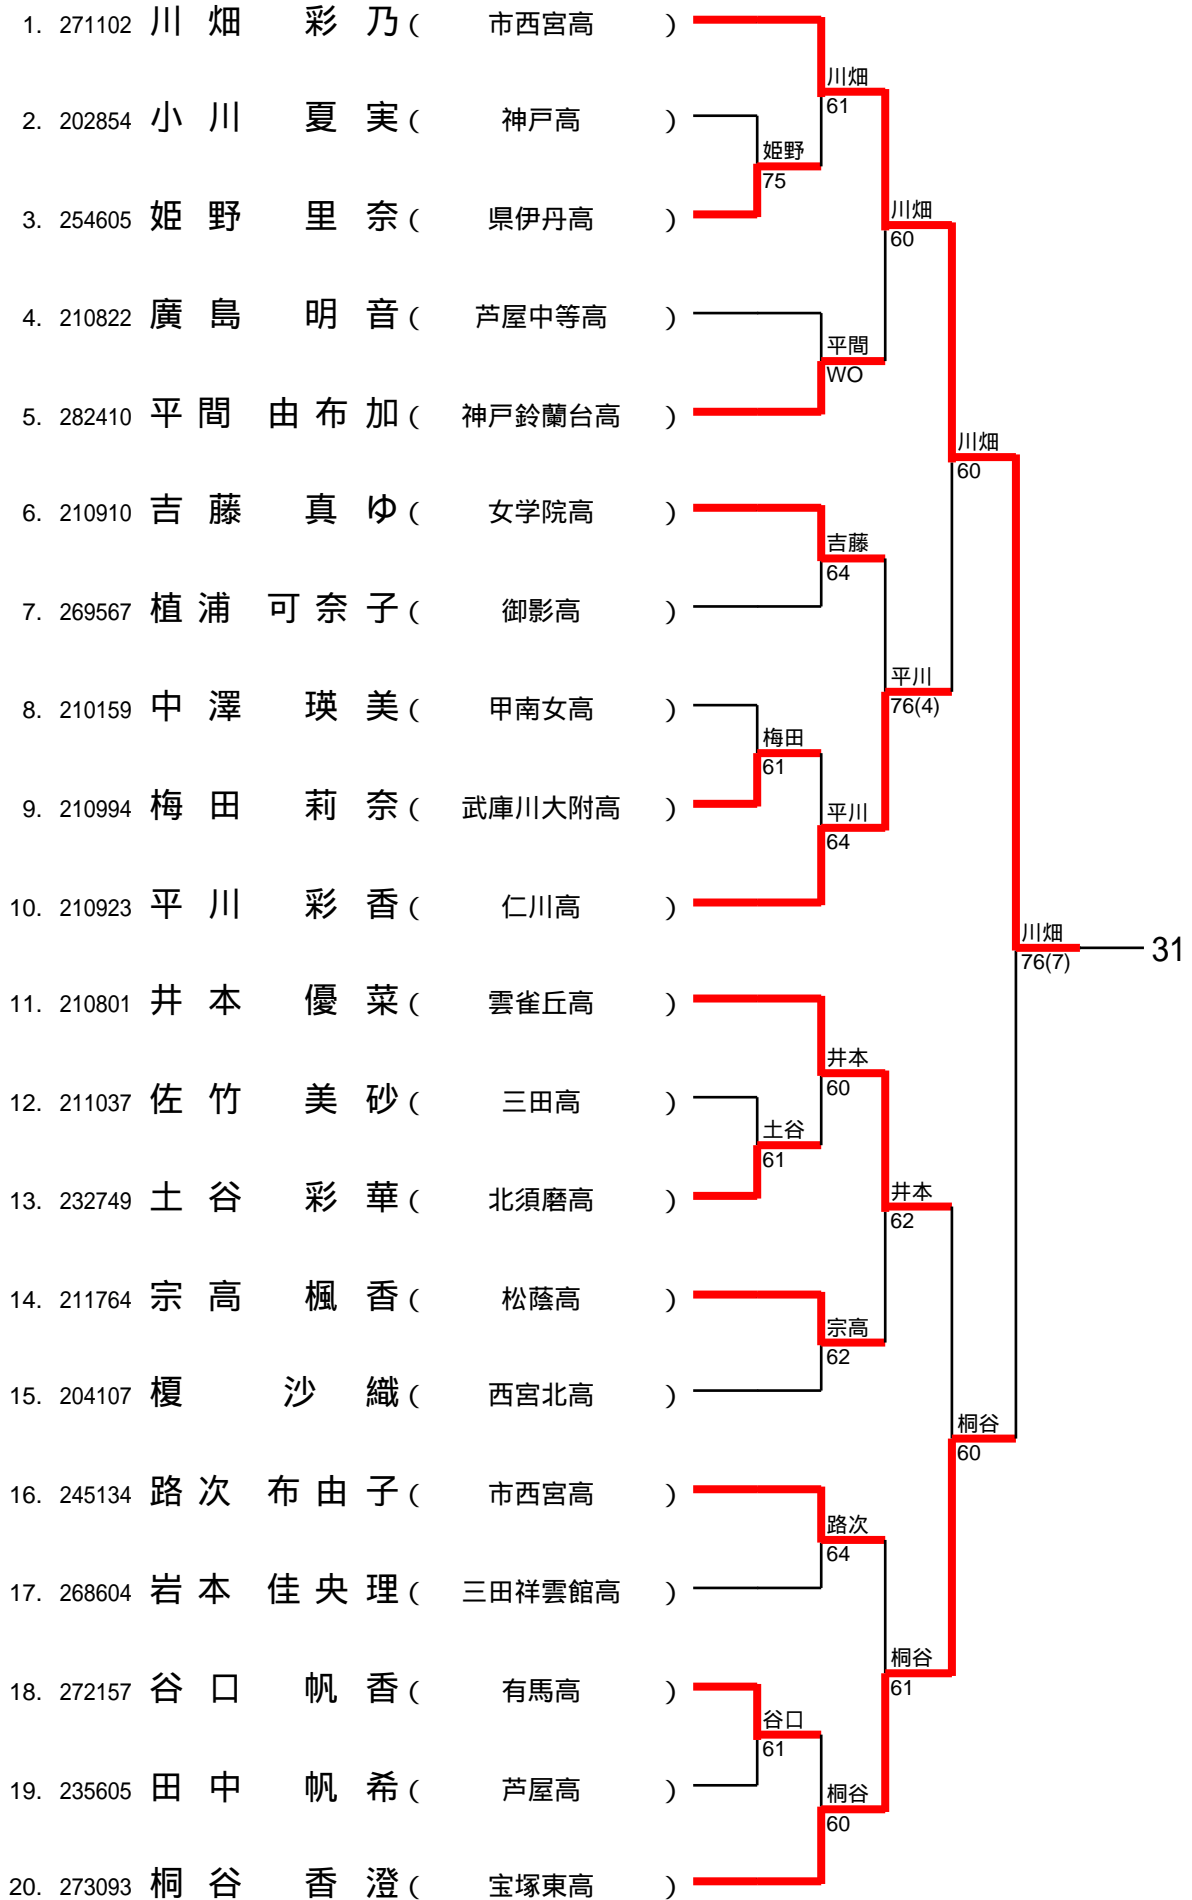 1. 271102 川畑 彩乃 ( 市西宮高 )
川畑
61
2. 202854 小川 夏実 ( 神戸高 )
姫野
75
3. 254605 姫野 里奈 ( 県伊丹高 )
川畑
60
4. 210822 廣島 明音 ( 芦屋中等高 )
平間
WO
5. 282410 平間 由布加 ( 神戸鈴蘭台高 )
川畑
60
6. 210910 吉藤 真ゆ ( 女学院高 )
吉藤
64
7. 269567 植浦 可奈子 ( 御影高 )
平川
76(4)
8. 210159 中澤 瑛美 ( 甲南女高 )
梅田
61
9. 210994 梅田 莉奈 ( 武庫川大附高 )
平川
64
10. 210923 平川 彩香 ( 仁川高 )
川畑
76(7)
31
11. 210801 井本 優菜 ( 雲雀丘高 )
井本
60
12. 211037 佐竹 美砂 ( 三田高 )
土谷
61
13. 232749 土谷 彩華 ( 北須磨高 )
井本
62
14. 211764 宗高 楓香 ( 松蔭高 )
宗高
62
15. 204107 榎 沙織 ( 西宮北高 )
桐谷
60
16. 245134 路次 布由子 ( 市西宮高 )
路次
64
17. 268604 岩本 佳央理 ( 三田祥雲館高 )
桐谷
61
18. 272157 谷口 帆香 ( 有馬高 )
谷口
61
19. 235605 田中 帆希 ( 芦屋高 )
桐谷
60
20. 273093 桐谷 香澄 ( 宝塚東高 )